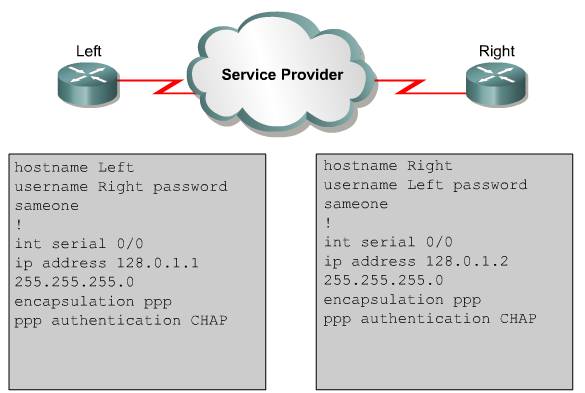 Left
Right
Service Provider
hostname Left
username Right password
sameone
!
int serial 0/0
ip address 128.0.1.1
255.255.255.0
encapsulation ppp
ppp authentication CHAP
hostname Right
username Left password
sameone
!
int serial 0/0
ip address 128.0.1.2
255.255.255.0
encapsulation ppp
ppp authentication CHAP